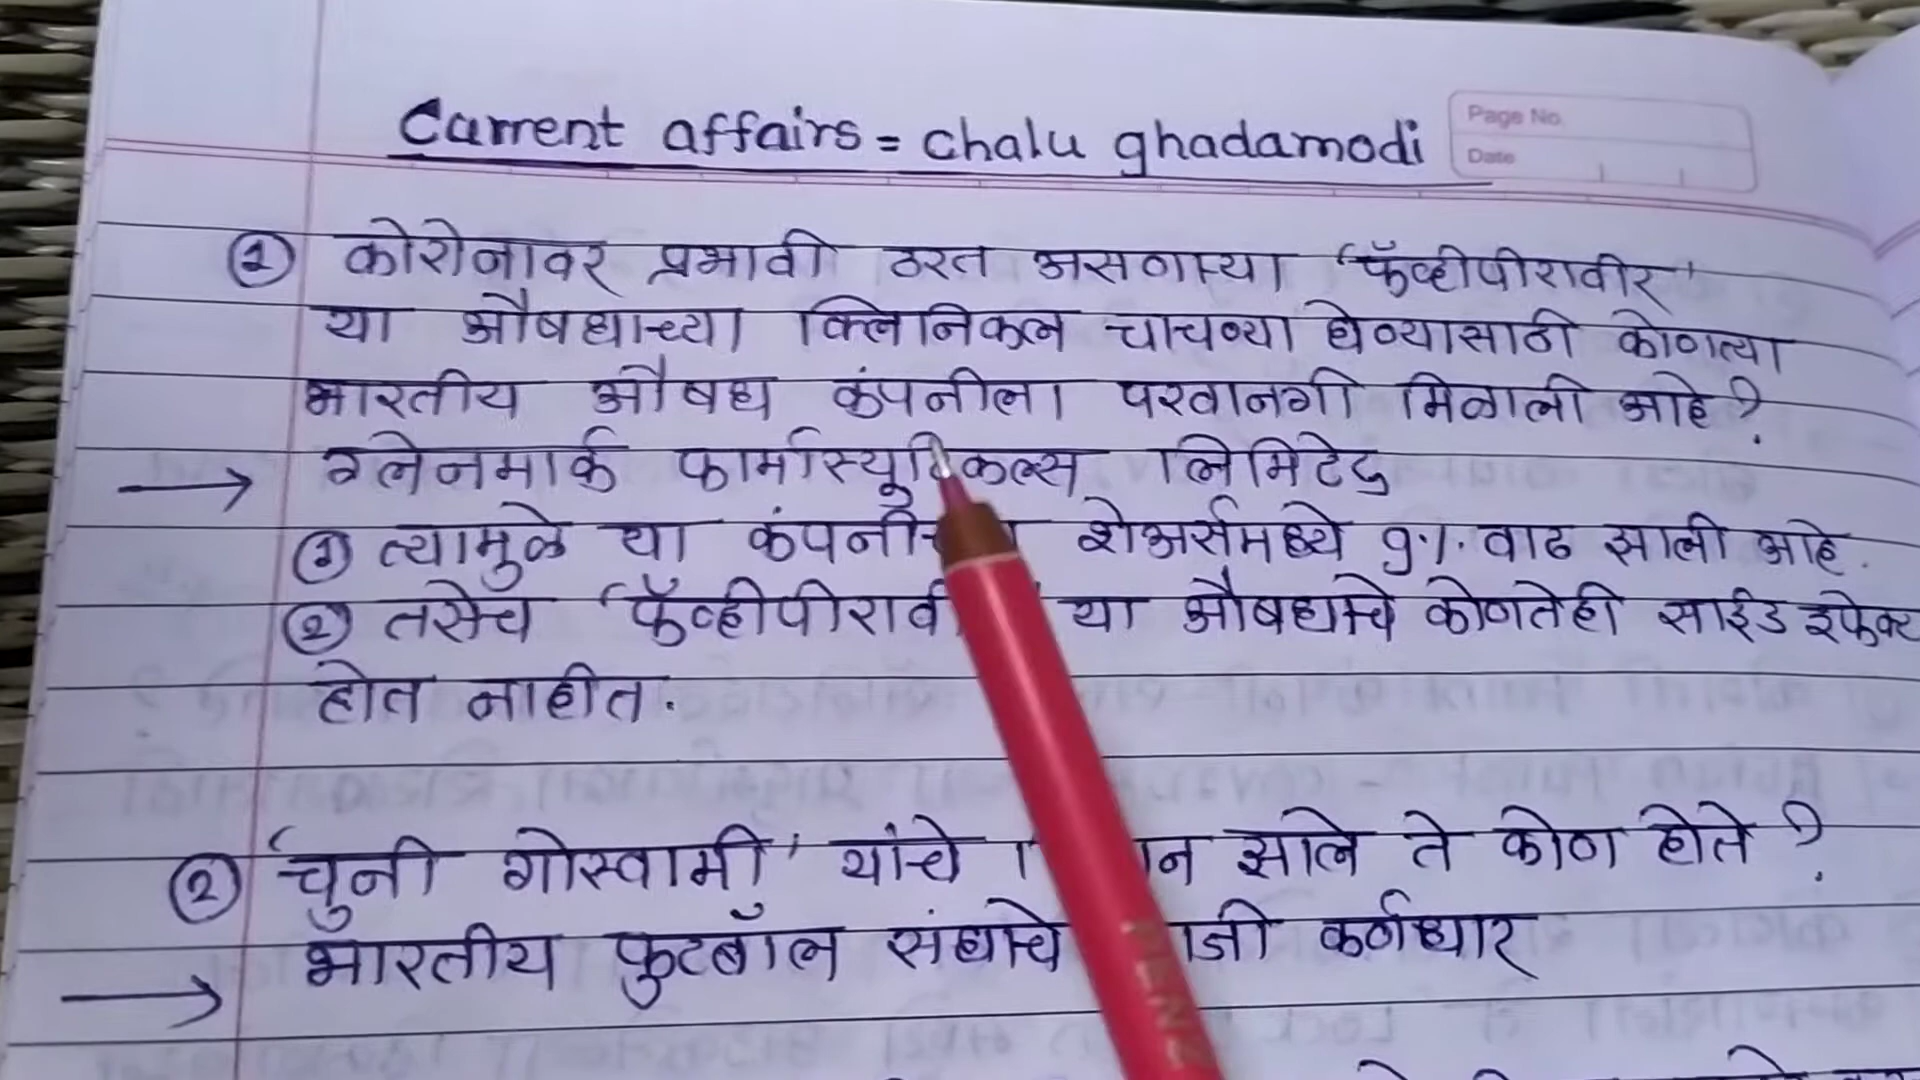 Current affairs = chalu ghadamodi
Page No.
Date
① कोरोनावर प्रभावी ठरत असणाऱ्या 'फॅव्हीपीरावीर'
या औषधाच्या क्लिनिकल चाचण्या घेण्यासाठी कोणत्या
भारतीय औषध कंपनीला परवानगी मिळाली आहे?
→ ग्लेनमार्क फार्मास्युटिकल्स लिमिटेड
① त्यामुळे या शेअर्समध्ये 9·/· वाढ झाली आहे.
② तसेच या औषधाचे कोणतेही साईड इफेक्ट
होत नाहीत.
② 'चुनी गोस्वामी' यांचे झाले ते कोण होते?
→ भारतीय फुटबॉल संघाचे कर्णधार